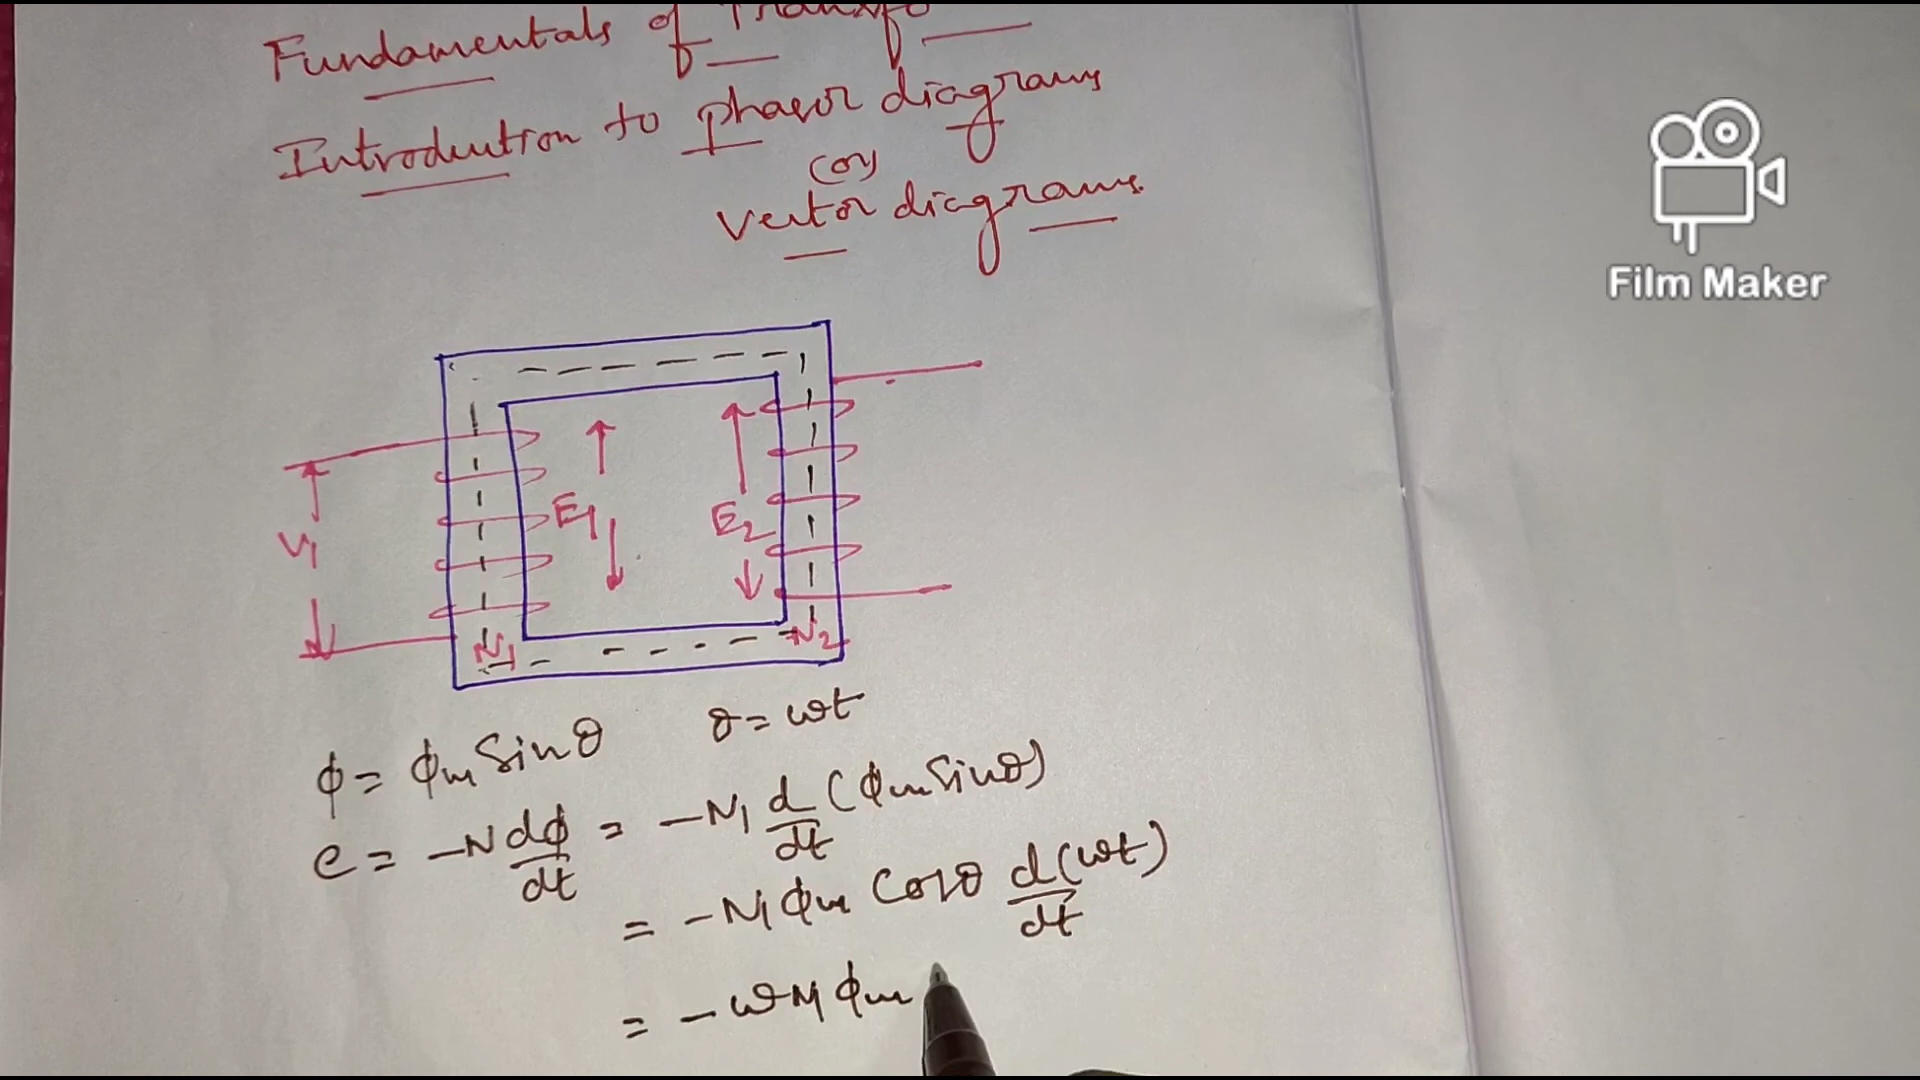 Fundamentals of Transfo
Introduction to phasor diagrams
(or)
Vector diagrams.
Film Maker
V1
E1
E2
N1
N2
ϕ = ϕm Sinθ
θ = ωt
e = -N dϕ/dt = -N1 d/dt (ϕm Sinθ)
= -N1 ϕm Cosθ d(ωt)/dt
= -ωN1 ϕm